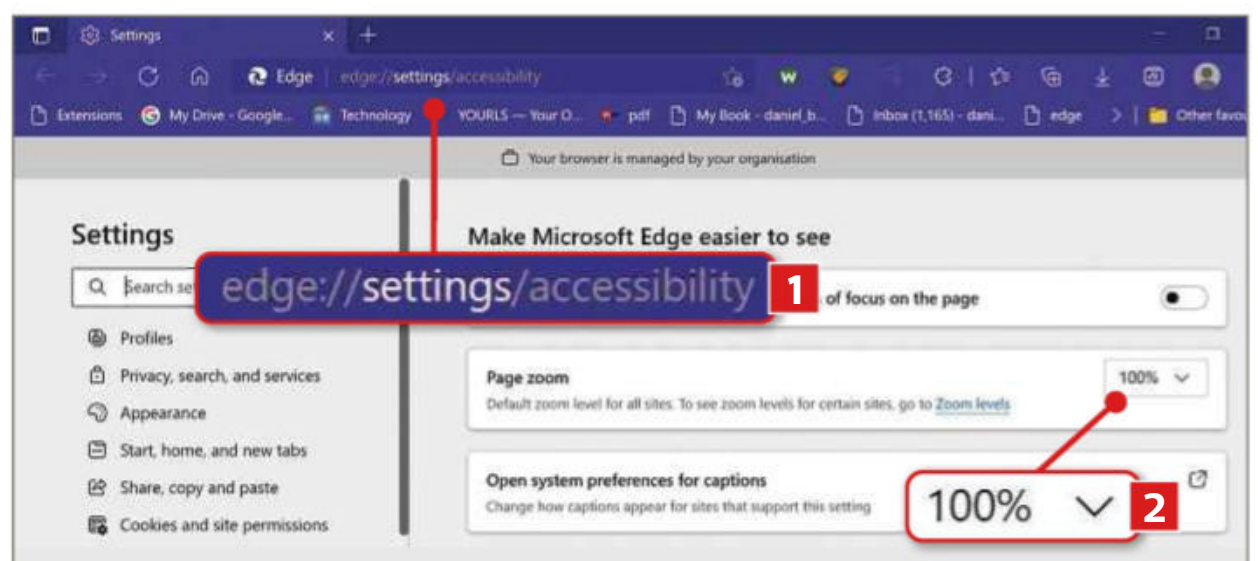 Settings
Edge edge://settings/accessibility
Extensions My Drive - Google... Technology YOURLS — Your O... pdf My Book - daniel_b... Inbox (1,165) - dani... edge Other favou
Your browser is managed by your organisation
Settings
Make Microsoft Edge easier to see
Search se
edge://settings/accessibility 1
of focus on the page
Profiles
Privacy, search, and services
Page zoom
100%
Default zoom level for all sites. To see zoom levels for certain sites, go to Zoom levels
Appearance
Start, home, and new tabs
Share, copy and paste
Open system preferences for captions
Change how captions appear for sites that support this setting
100% 2
Cookies and site permissions